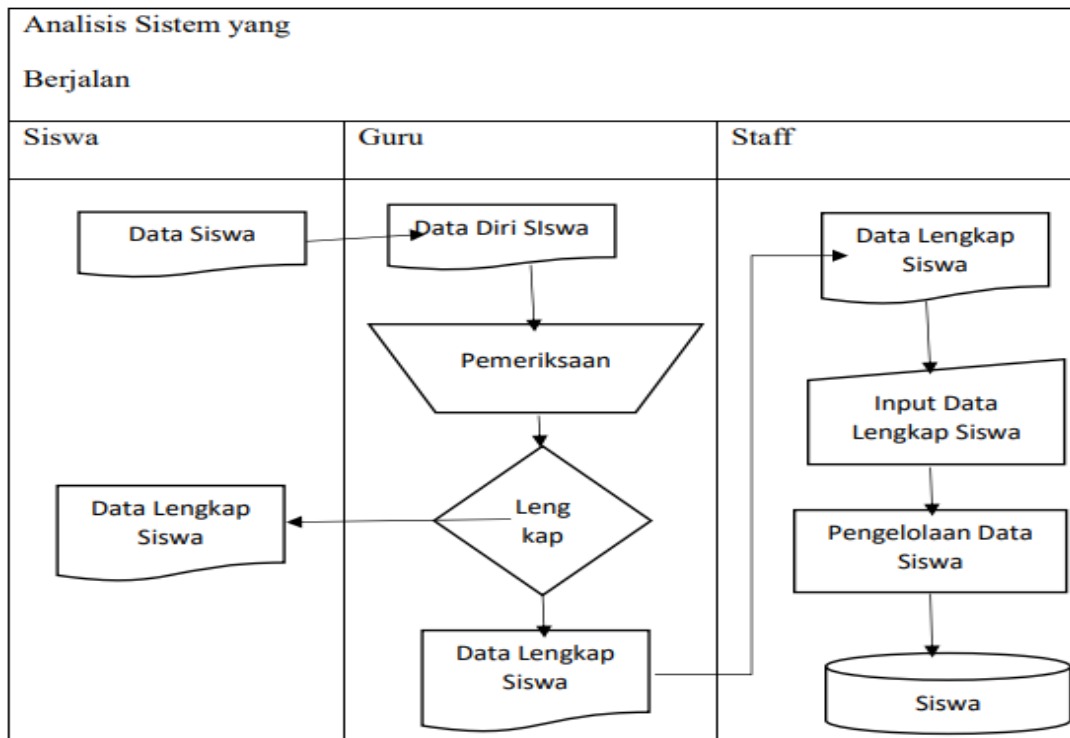 Analisis Sistem yang
Berjalan
Siswa
Guru
Staff
Data Siswa
Data Lengkap
Siswa
Data Diri SIswa
Pemeriksaan
Leng
kap
Data Lengkap
Siswa
Data Lengkap
Siswa
Input Data
Lengkap Siswa
Pengelolaan Data
Siswa
Siswa